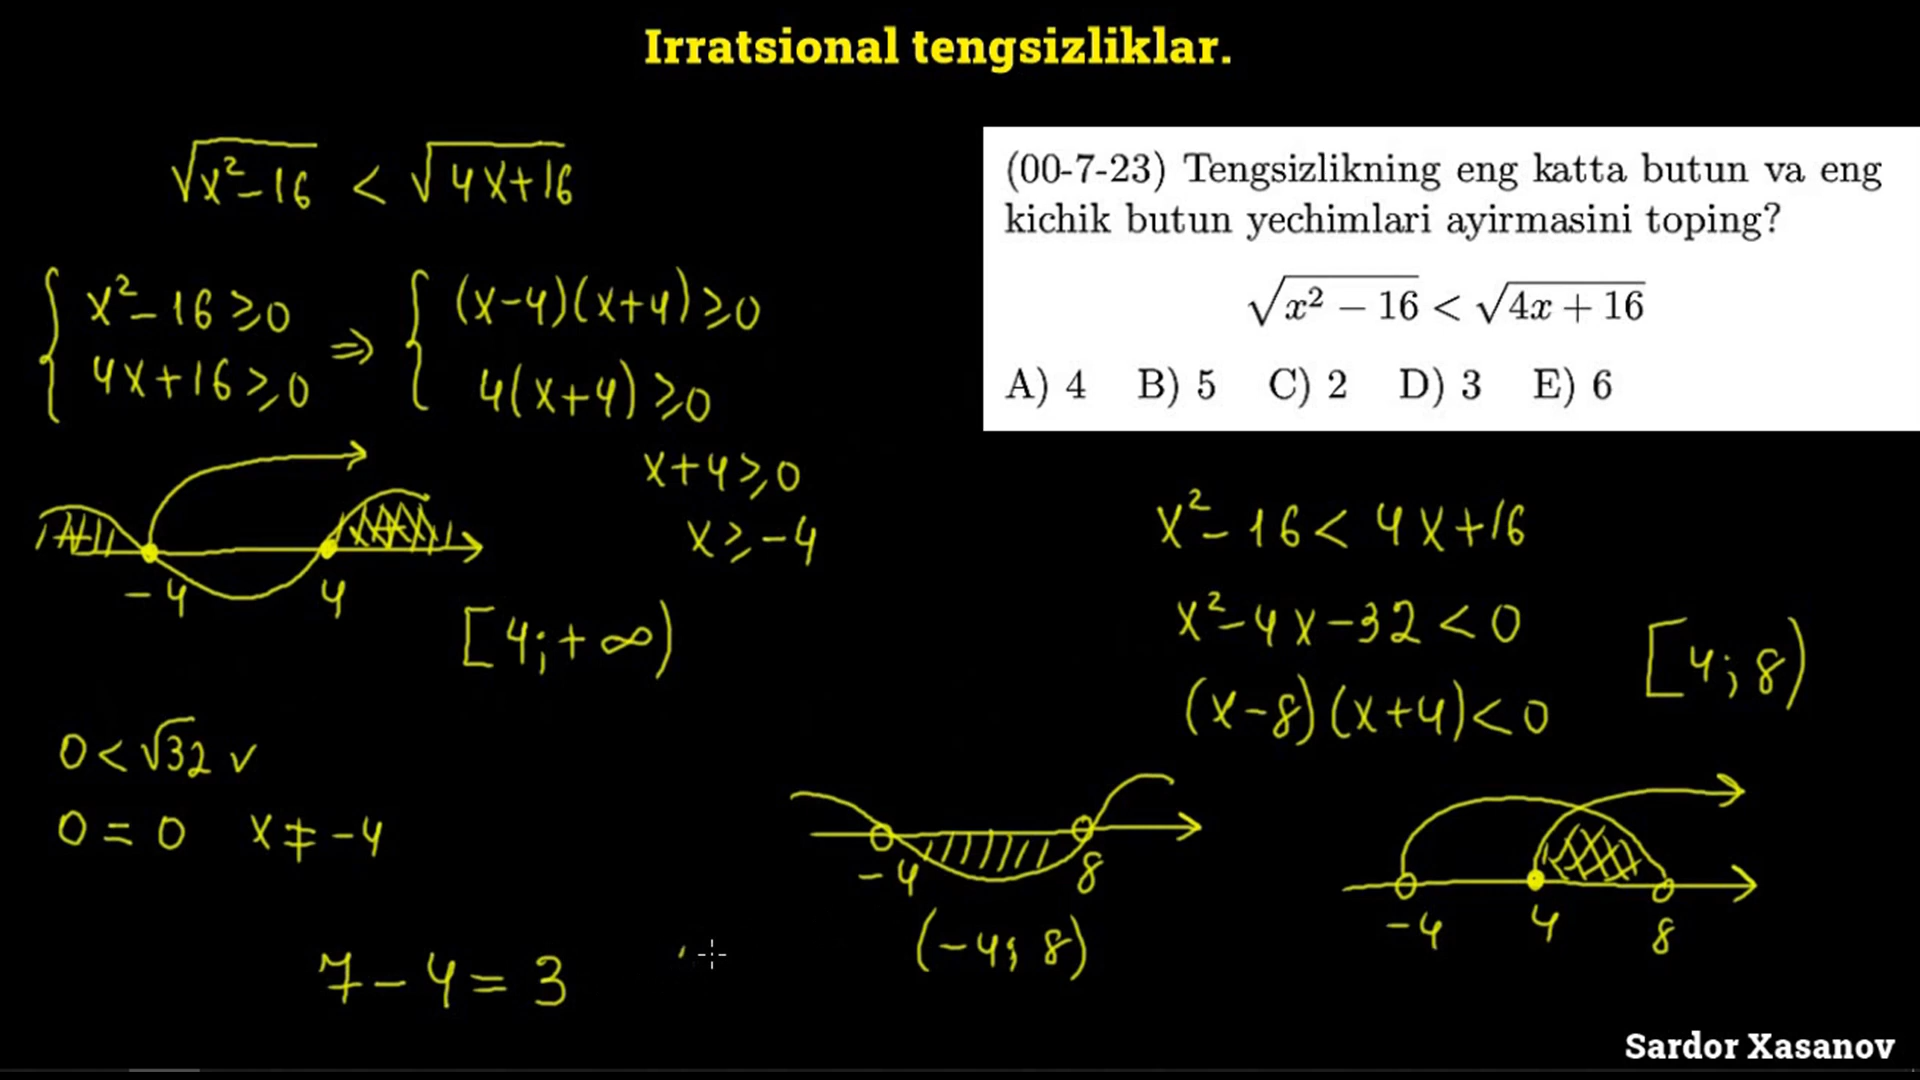 Irratsional tengsizliklar.
√x²-16 < √4x+16
(00-7-23) Tengsizlikning eng katta butun va eng
kichik butun yechimlari ayirmasini toping?
√x² − 16 < √4x + 16
A) 4 B) 5 C) 2 D) 3 E) 6
{ x²-16 ≥ 0
4x+16 ≥ 0
⇒ { (x-4)(x+4) ≥ 0
4(x+4) ≥ 0
x+4 ≥ 0
x ≥ -4
-4 4
[4;+∞)
0 < √32 ✓
0 = 0 x ≠ -4
7-4=3
x²-16 < 4x+16
x²-4x-32 < 0
(x-8)(x+4) < 0
[4;8)
-4 8
(-4; 8)
-4 4 8
Sardor Xasanov